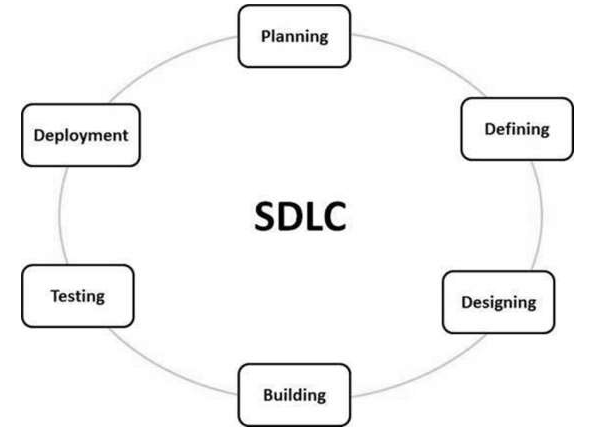 Planning
Defining
Designing
Building
Testing
Deployment
SDLC